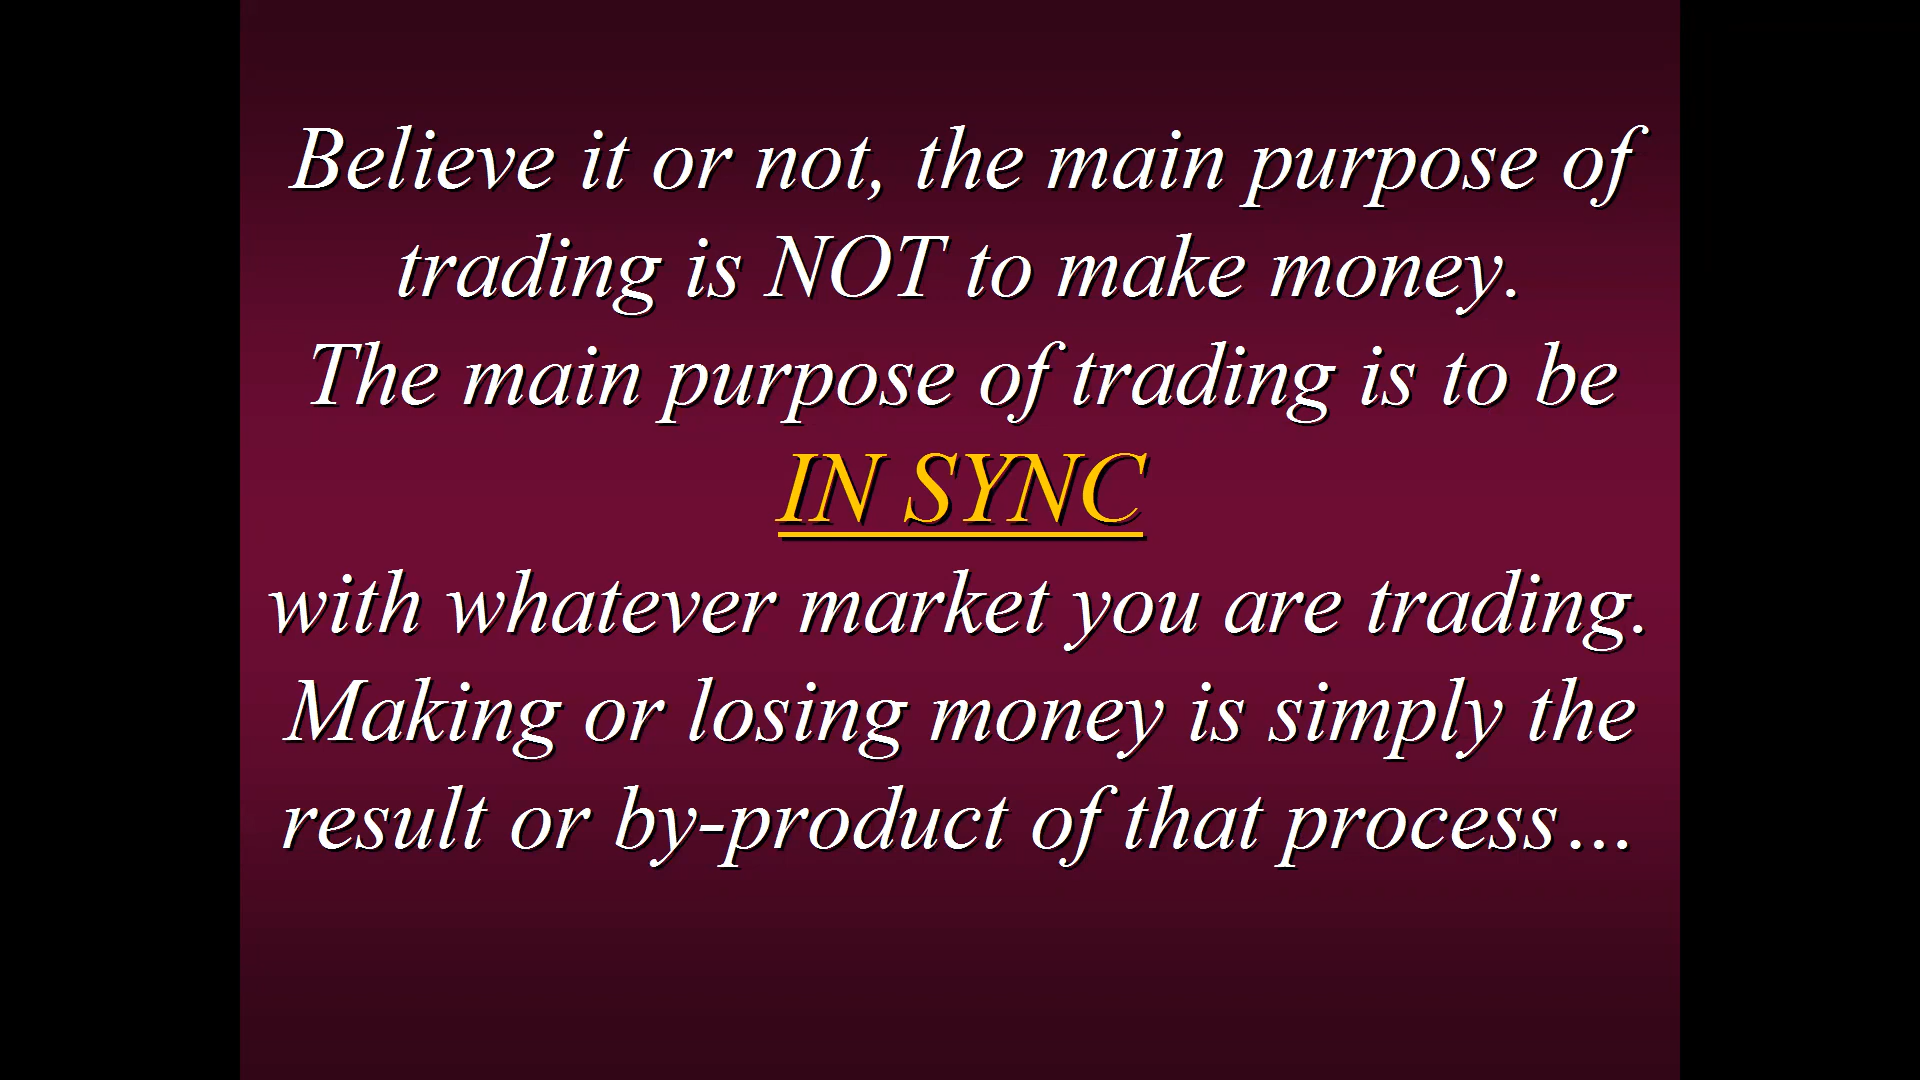 Believe it or not, the main purpose of
trading is NOT to make money.
The main purpose of trading is to be
IN SYNC
with whatever market you are trading.
Making or losing money is simply the
result or by-product of that process…